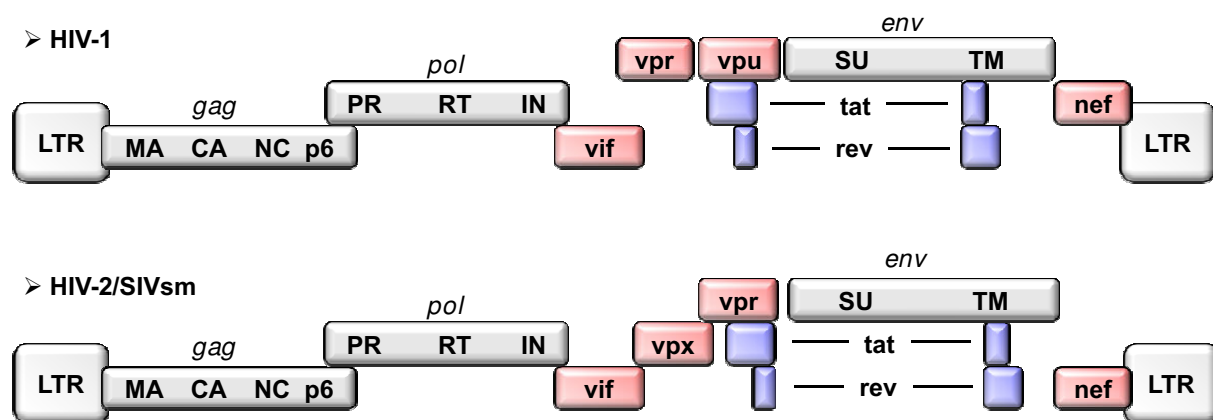 ➢ HIV-1
env
vpr vpu SU TM
pol
PR RT IN
tat
nef
gag
LTR MA CA NC p6
vif
rev
LTR
➢ HIV-2/SIVsm
env
vpr SU TM
pol
PR RT IN
vpx
tat
gag
LTR MA CA NC p6
vif
rev
nef
LTR